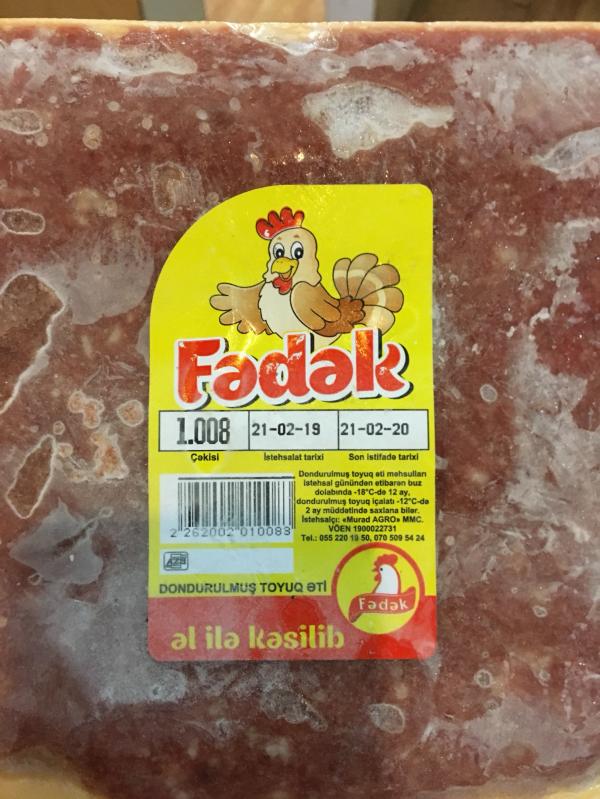 Fədək
1.008 21-02-19 21-02-20
Çəkisi İstehsalat tarixi Son istifadə tarixi
Dondurulmuş toyuq əti məhsulları
istehsal günündən etibarən buz
dolabında -18°C-də 12 ay,
dondurulmuş toyuq içalatı -12°C-də
2 ay müddətində saxlana bilər.
İstehsalçı: «Murad AGRO» MMC.
VÖEN 1900022731
Tel.: 055 220 19 50, 070 509 54 24
2 262002 010083
DONDURULMUŞ TOYUQ ƏTİ
Fədək
əl ilə kəsilib